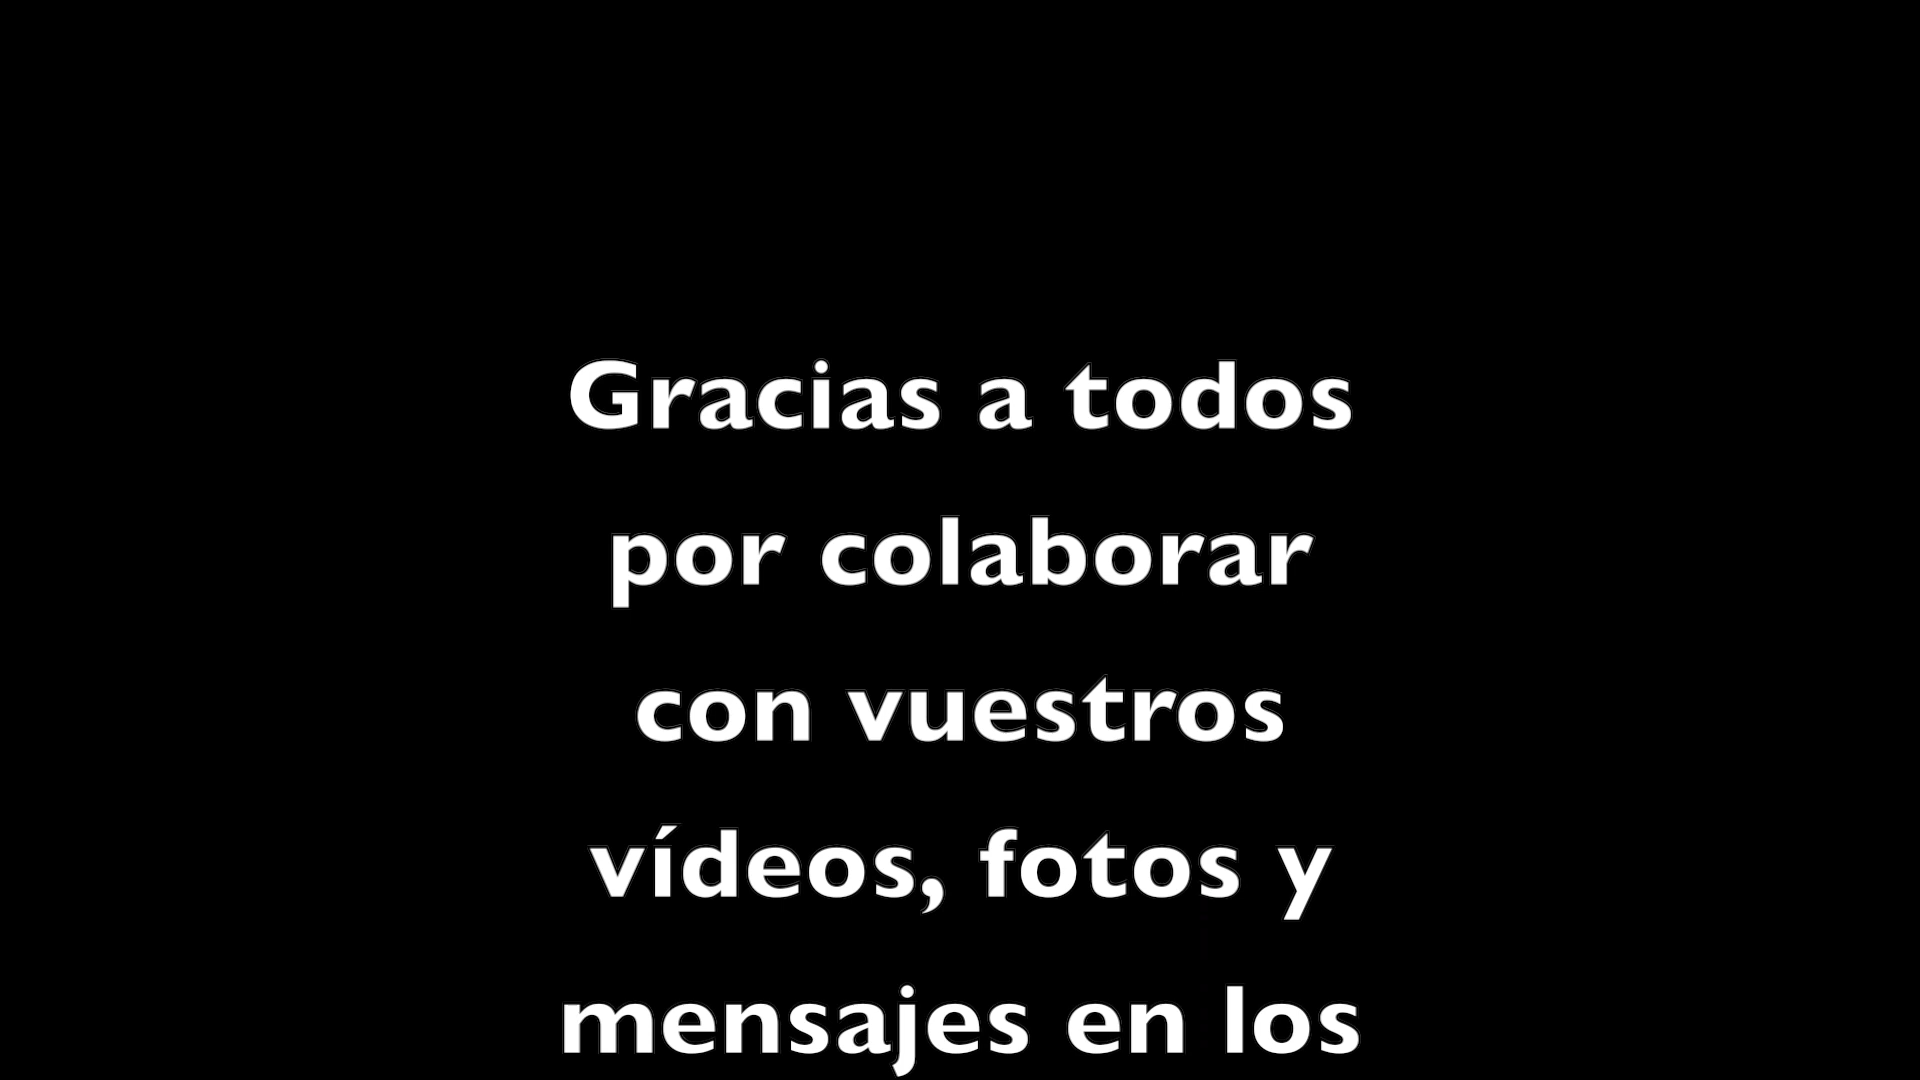 Gracias a todos
por colaborar
con vuestros
vídeos, fotos y
mensajes en los